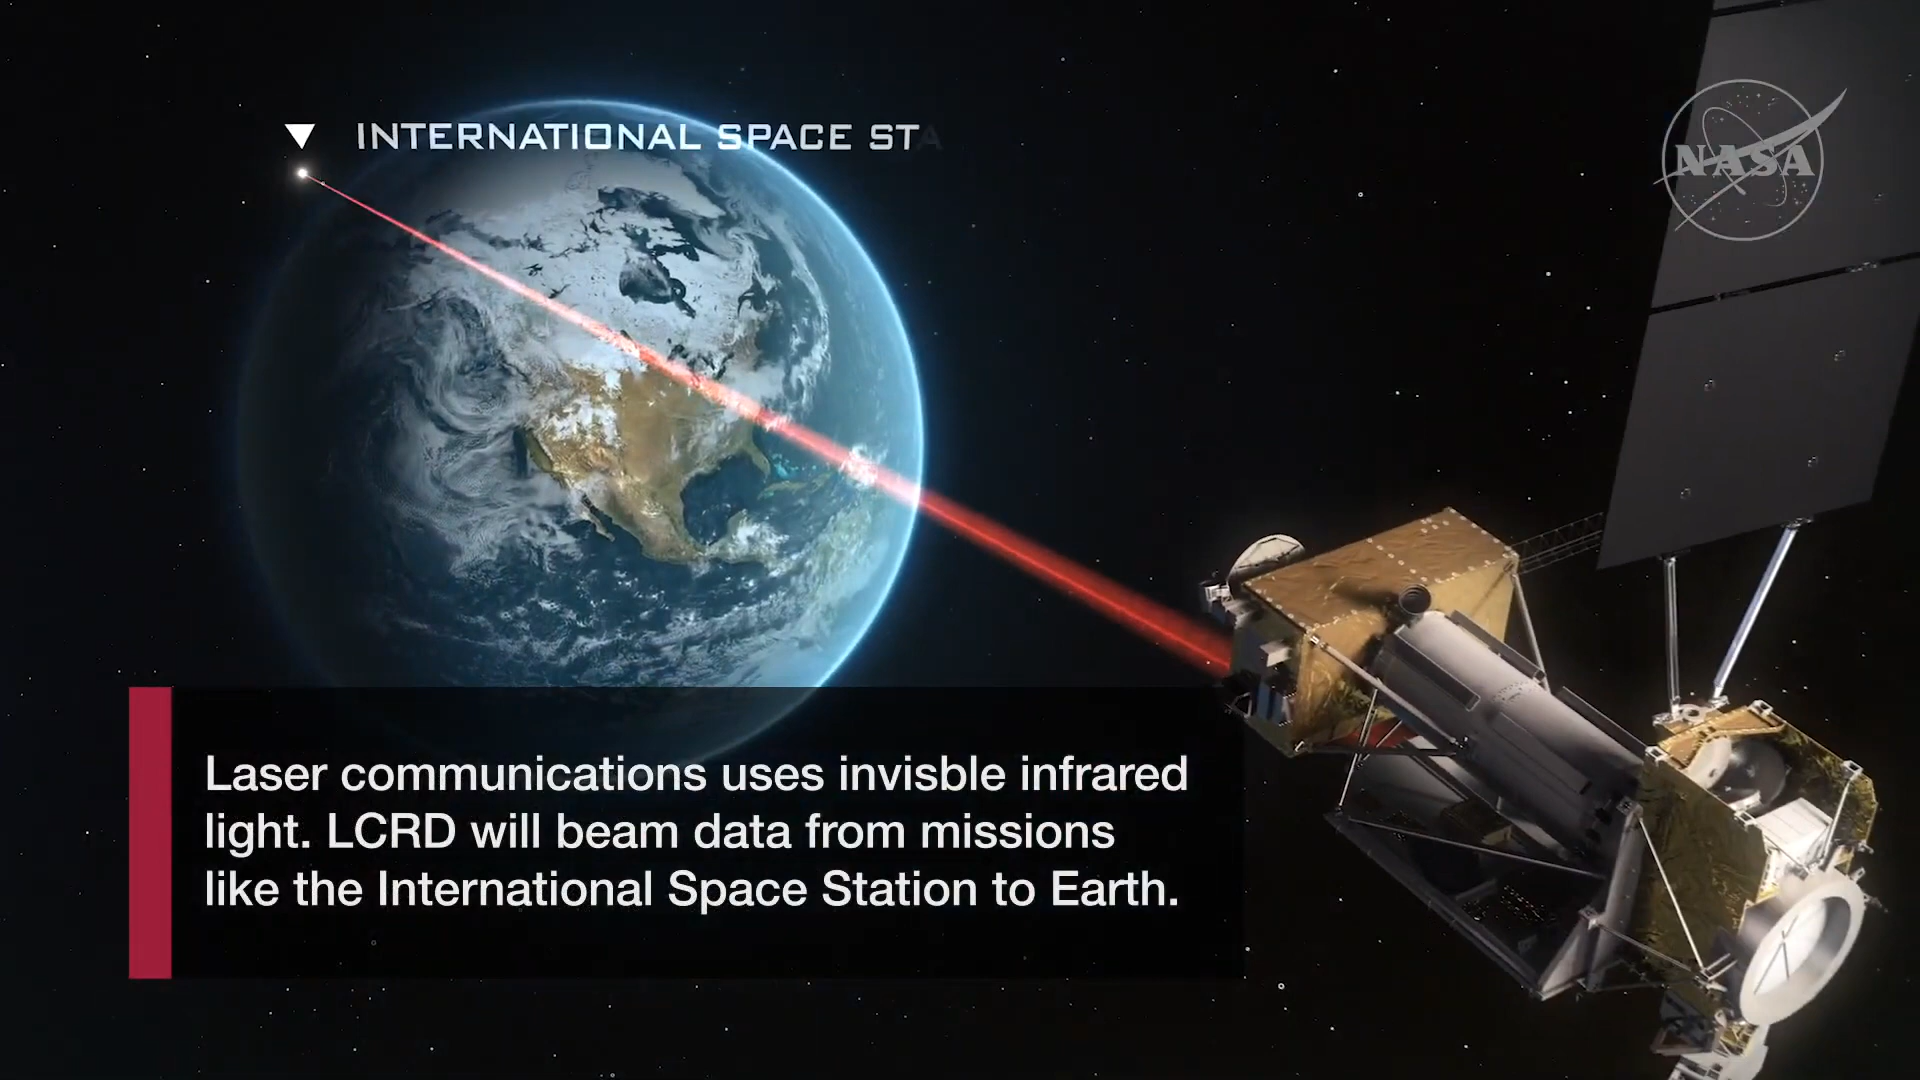 INTERNATIONAL SPACE STA
NASA
Laser communications uses invisble infrared
light. LCRD will beam data from missions
like the International Space Station to Earth.